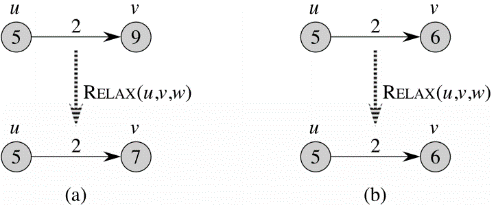 u v u v
5 2 9 5 2 6
RELAX(u,v,w) RELAX(u,v,w)
u v u v
5 2 7 5 2 6
(a) (b)